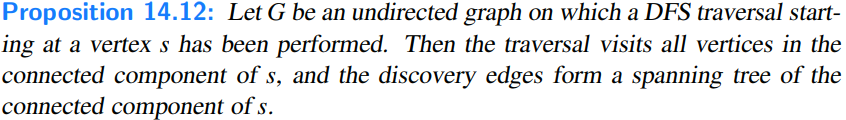 Proposition 14.12: Let G be an undirected graph on which a DFS traversal start-
ing at a vertex s has been performed. Then the traversal visits all vertices in the
connected component of s, and the discovery edges form a spanning tree of the
connected component of s.